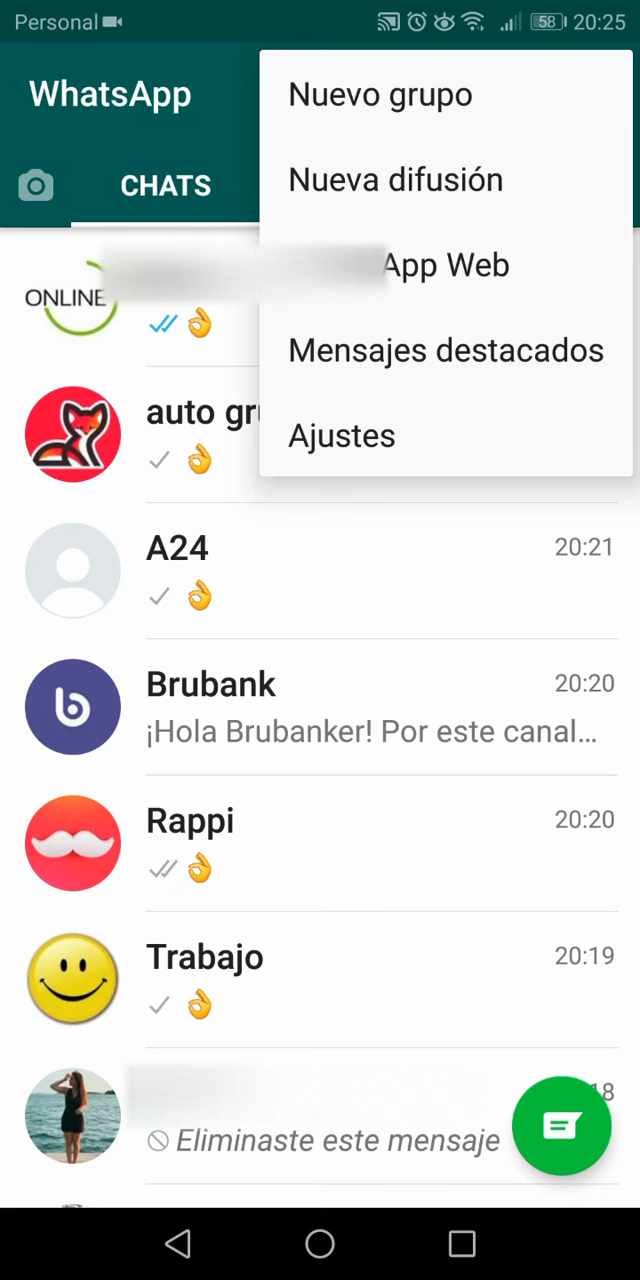 Personal 58 20:25
WhatsApp
CHATS
Nuevo grupo
Nueva difusión
App Web
Mensajes destacados
Ajustes
ONLINE
👌
auto gr
👌
A24 20:21
👌
Brubank 20:20
¡Hola Brubanker! Por este canal...
Rappi 20:20
👌
Trabajo 20:19
👌
18
Eliminaste este mensaje